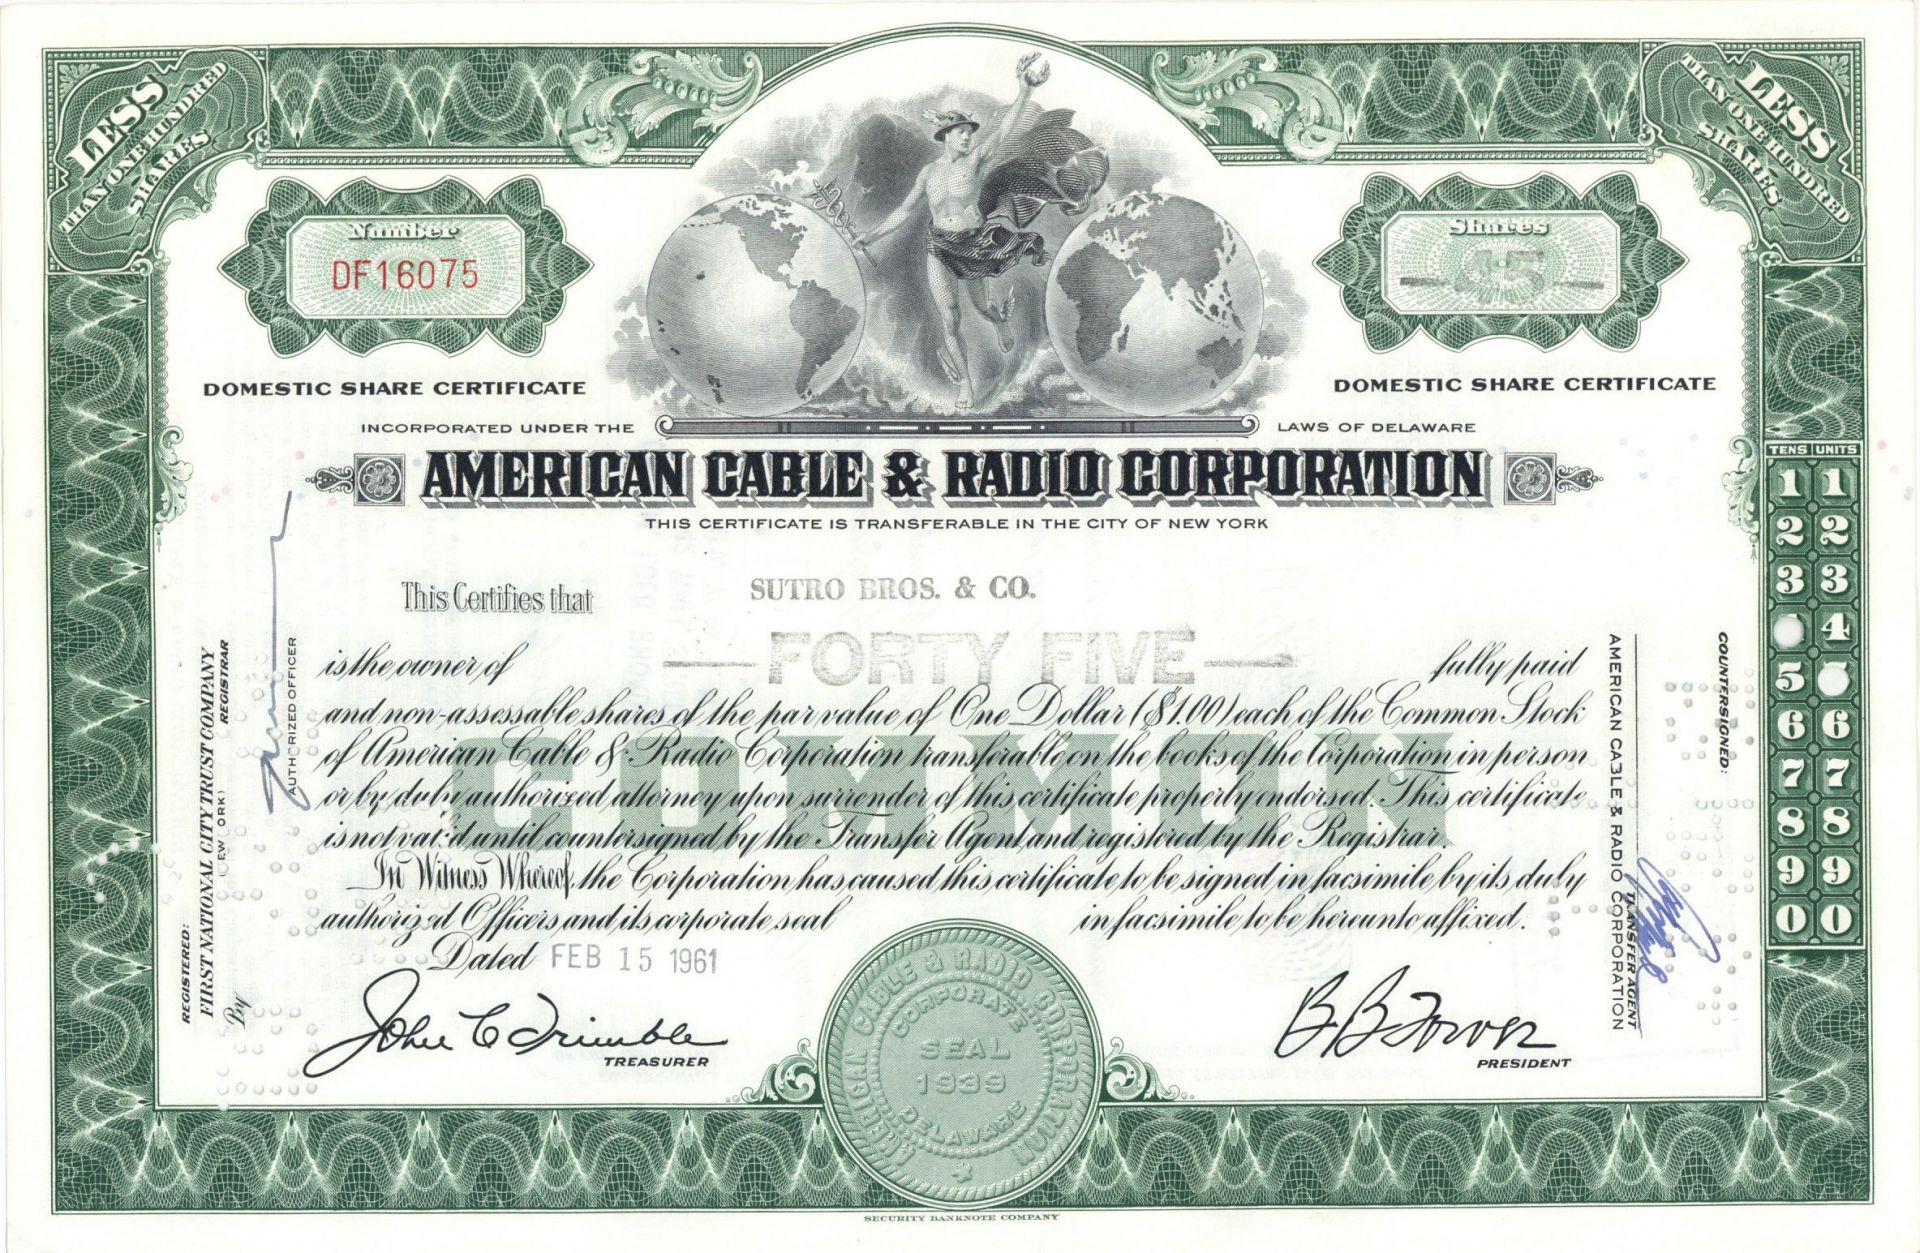 LESS
THAN ONE HUNDRED
SHARES
LESS
THAN ONE HUNDRED
SHARES
Number
DF16075
Shares
DOMESTIC SHARE CERTIFICATE
DOMESTIC SHARE CERTIFICATE
INCORPORATED UNDER THE LAWS OF DELAWARE
AMERICAN CABLE & RADIO CORPORATION
THIS CERTIFICATE IS TRANSFERABLE IN THE CITY OF NEW YORK
This Certifies that SUTRO BROS. & CO.
is the owner of —FORTY FIVE— fully paid
and non-assessable shares of the par value of One Dollar ($1.00) each of the Common Stock
of American Cable & Radio Corporation transferable on the books of the Corporation in person
or by duly authorized attorney upon surrender of this certificate properly endorsed. This certificate
is not valid until countersigned by the Transfer Agent and registered by the Registrar.
In Witness Whereof, the Corporation has caused this certificate to be signed in facsimile by its duly
authorized Officers and its corporate seal in facsimile to be hereunto affixed.
COMMON
Dated FEB 15 1961
John C Trimble
TREASURER
AMERICAN CABLE & RADIO CORPORATION
CORPORATE
SEAL
1939
DELAWARE
PRESIDENT
REGISTERED:
FIRST NATIONAL CITY TRUST COMPANY
(NEW YORK) REGISTRAR
By
AUTHORIZED OFFICER
COUNTERSIGNED:
AMERICAN CABLE & RADIO CORPORATION
TRANSFER AGENT
TENS UNITS
1 1
2 2
3 3
4
5
6 6
7 7
8 8
9 9
0 0
SECURITY BANKNOTE COMPANY